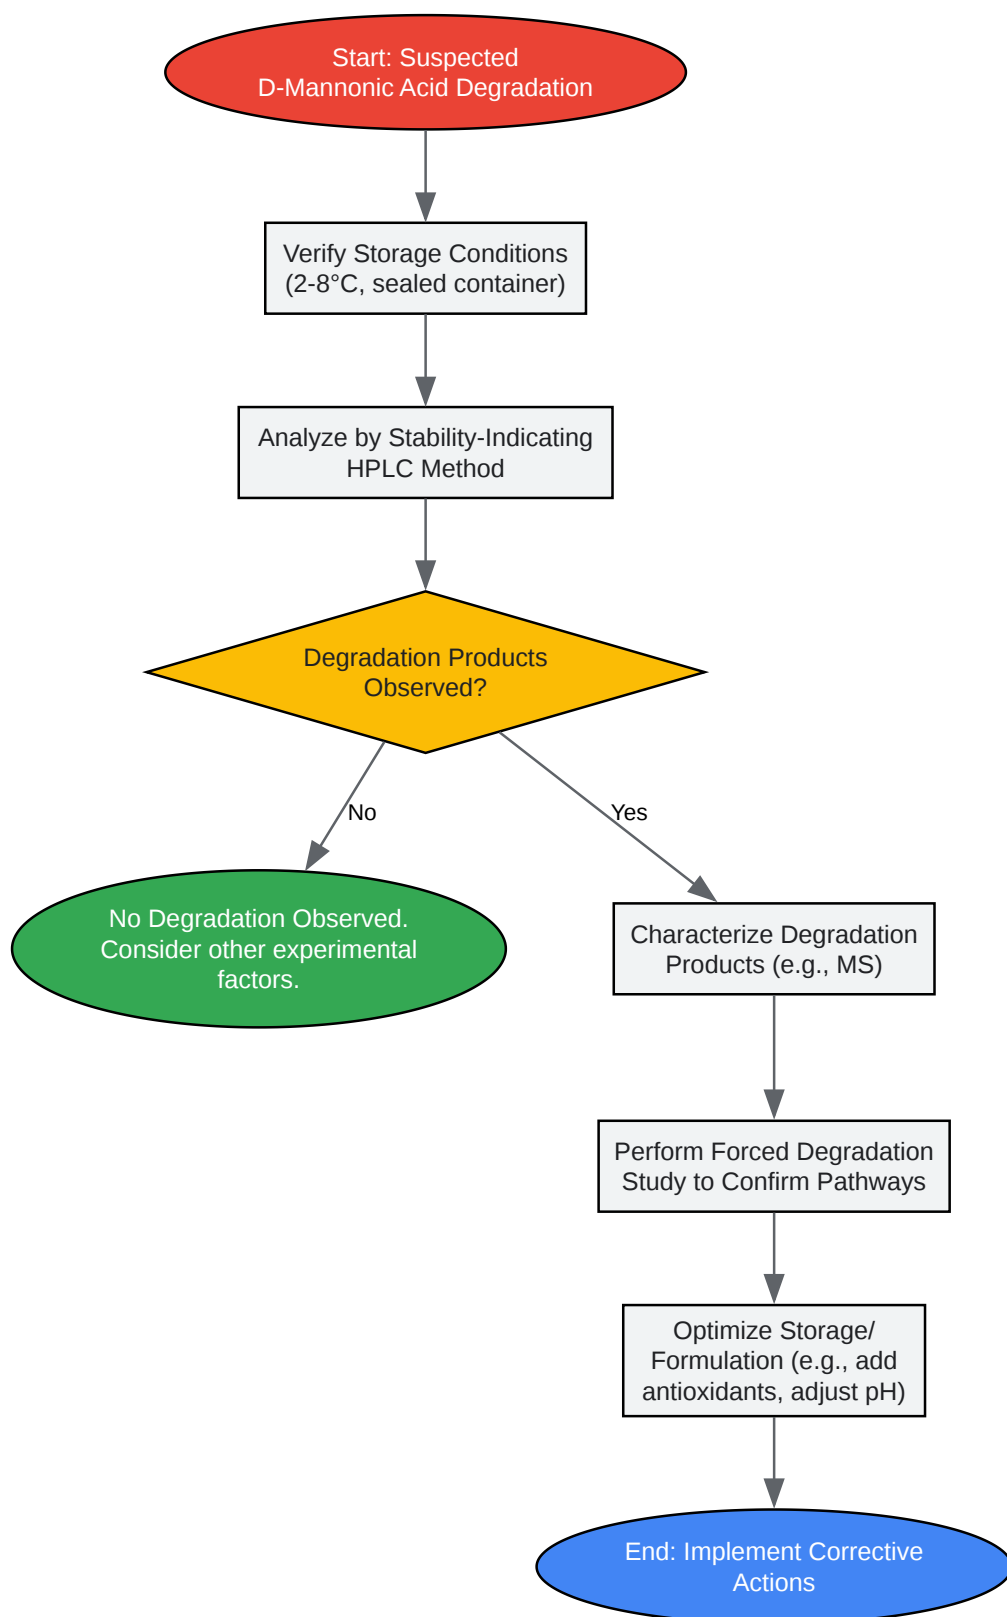 Start: Suspected
D-Mannonic Acid Degradation
Verify Storage Conditions
(2-8°C, sealed container)
Analyze by Stability-Indicating
HPLC Method
Degradation Products
Observed?
No
Yes
No Degradation Observed.
Consider other experimental
factors.
Characterize Degradation
Products (e.g., MS)
Perform Forced Degradation
Study to Confirm Pathways
Optimize Storage/
Formulation (e.g., add
antioxidants, adjust pH)
End: Implement Corrective
Actions